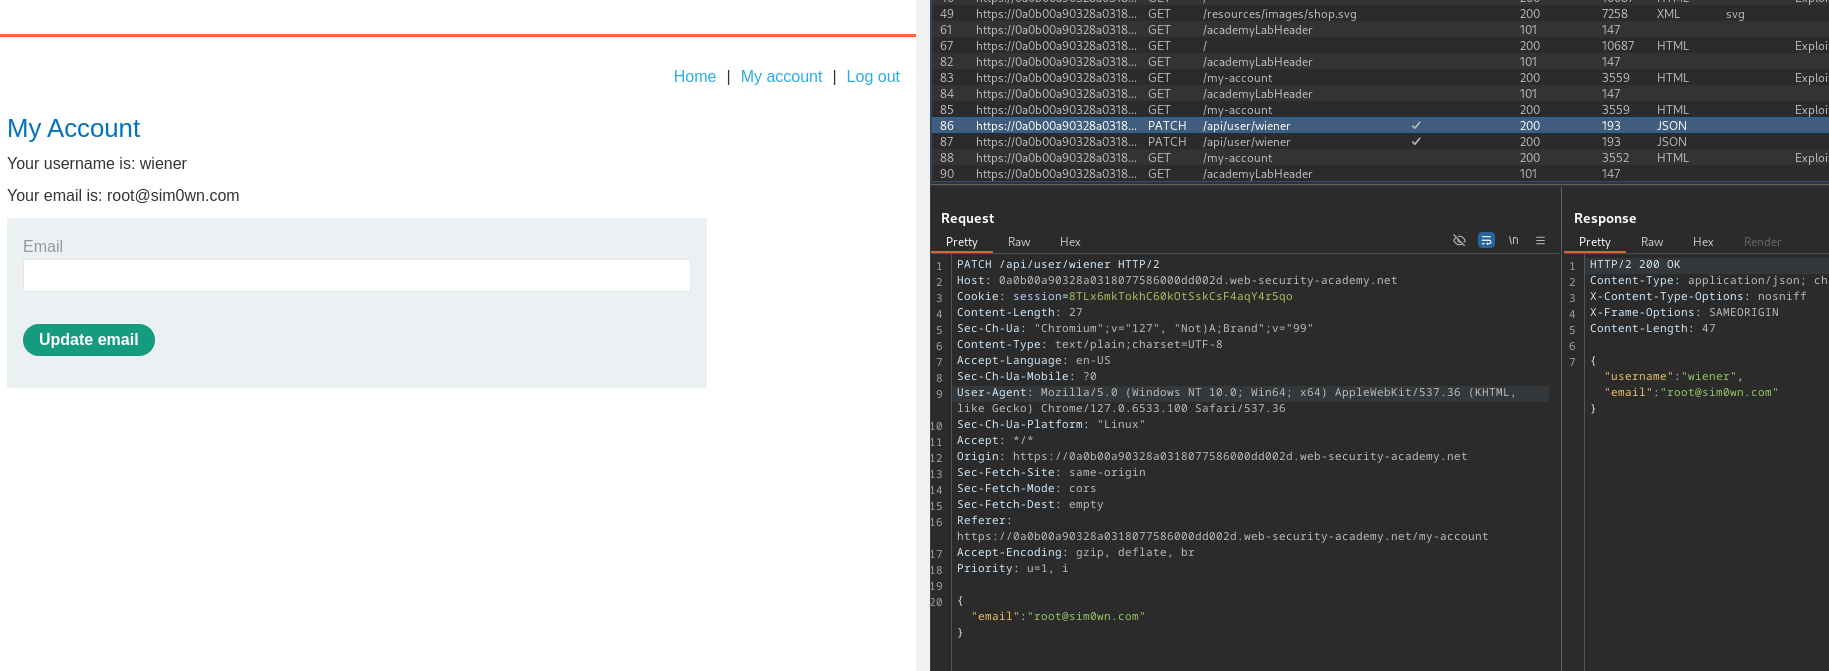 Home | My account | Log out
My Account
Your username is: wiener
Your email is: root@sim0wn.com
Email
Update email
49 https://0a0b00a90328a0318... GET /resources/images/shop.svg 200 7258 XML svg
61 https://0a0b00a90328a0318... GET /academyLabHeader 101 147
67 https://0a0b00a90328a0318... GET / 200 10687 HTML Exploi
82 https://0a0b00a90328a0318... GET /academyLabHeader 101 147
83 https://0a0b00a90328a0318... GET /my-account 200 3559 HTML Exploi
84 https://0a0b00a90328a0318... GET /academyLabHeader 101 147
85 https://0a0b00a90328a0318... GET /my-account 200 3559 HTML Exploi
86 https://0a0b00a90328a0318... PATCH /api/user/wiener ✓ 200 193 JSON
87 https://0a0b00a90328a0318... PATCH /api/user/wiener ✓ 200 193 JSON
88 https://0a0b00a90328a0318... GET /my-account 200 3552 HTML Exploi
90 https://0a0b00a90328a0318... GET /academyLabHeader 101 147
Request
Pretty Raw Hex \n
1 PATCH /api/user/wiener HTTP/2
2 Host: 0a0b00a90328a0318077586000dd002d.web-security-academy.net
3 Cookie: session=8TLx6mkTokhC60kOtSskCsF4aqY4r5qo
4 Content-Length: 27
5 Sec-Ch-Ua: "Chromium";v="127", "Not)A;Brand";v="99"
6 Content-Type: text/plain;charset=UTF-8
7 Accept-Language: en-US
8 Sec-Ch-Ua-Mobile: ?0
9 User-Agent: Mozilla/5.0 (Windows NT 10.0; Win64; x64) AppleWebKit/537.36 (KHTML,
like Gecko) Chrome/127.0.6533.100 Safari/537.36
10 Sec-Ch-Ua-Platform: "Linux"
11 Accept: */*
12 Origin: https://0a0b00a90328a0318077586000dd002d.web-security-academy.net
13 Sec-Fetch-Site: same-origin
14 Sec-Fetch-Mode: cors
15 Sec-Fetch-Dest: empty
16 Referer:
https://0a0b00a90328a0318077586000dd002d.web-security-academy.net/my-account
17 Accept-Encoding: gzip, deflate, br
18 Priority: u=1, i
19
20 {
"email":"root@sim0wn.com"
}
Response
Pretty Raw Hex Render
1 HTTP/2 200 OK
2 Content-Type: application/json; ch
3 X-Content-Type-Options: nosniff
4 X-Frame-Options: SAMEORIGIN
5 Content-Length: 47
6
7 {
"username":"wiener",
"email":"root@sim0wn.com"
}